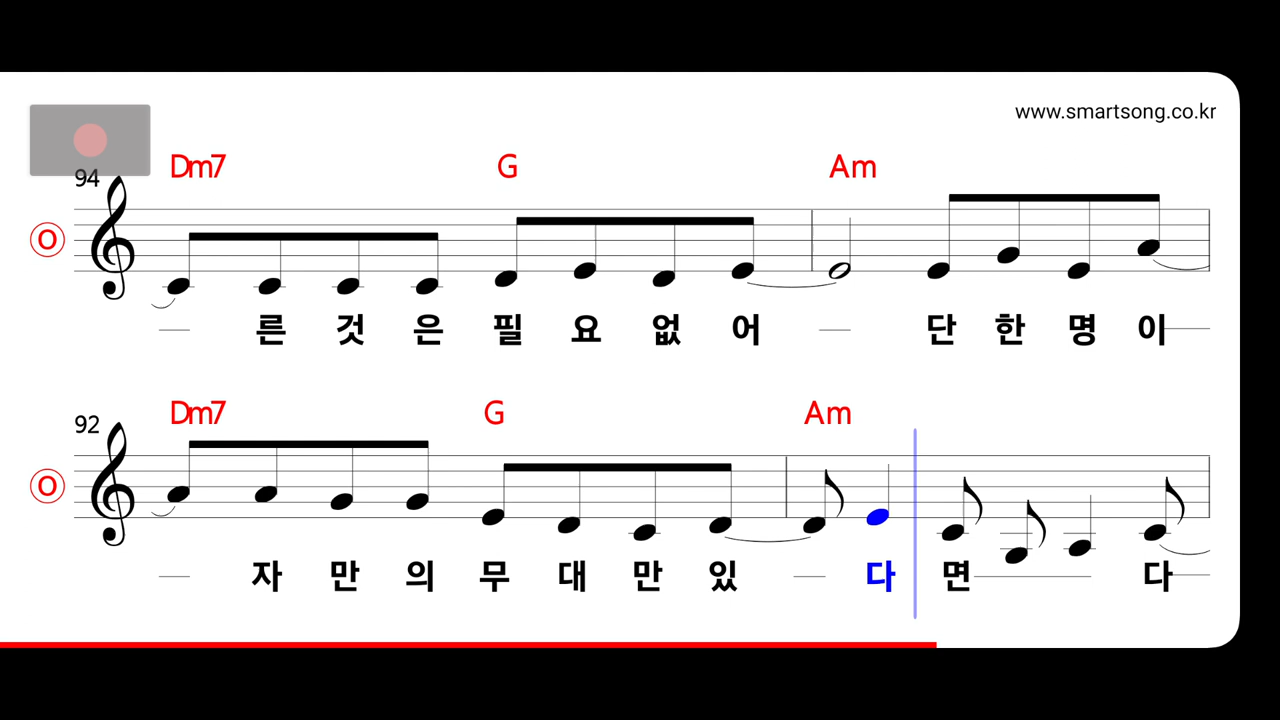 www.smartsong.co.kr
Dm7 G Am
94
O
른 것 은 필 요 없 어 단 한 명 이
Dm7 G Am
92
O
자 만 의 무 대 만 있 다 면 다